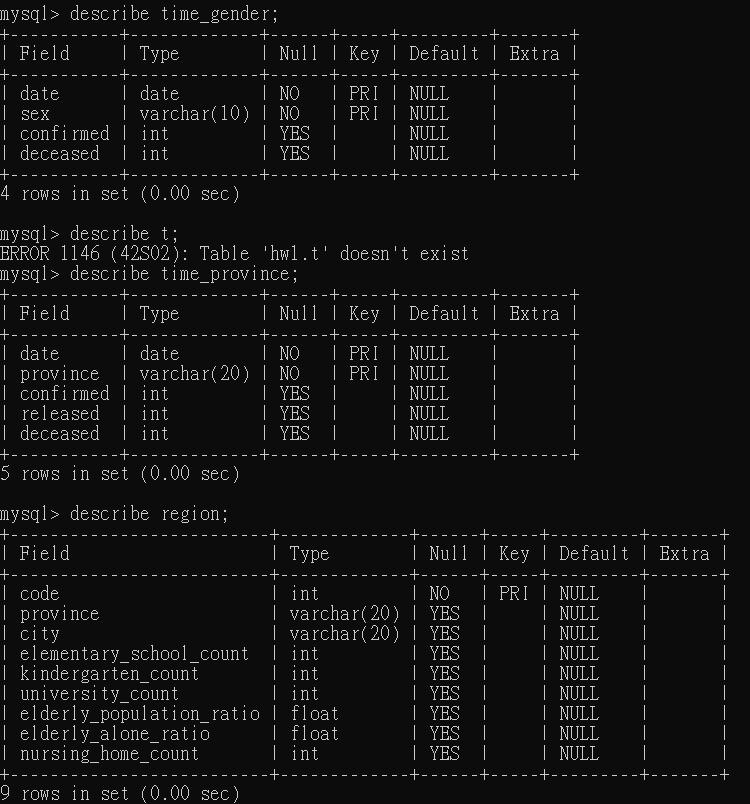 mysql> describe time_gender;
+-----------+-------------+------+-----+---------+-------+
| Field     | Type        | Null | Key | Default | Extra |
+-----------+-------------+------+-----+---------+-------+
| date      | date        | NO   | PRI | NULL    |       |
| sex       | varchar(10) | NO   | PRI | NULL    |       |
| confirmed | int         | YES  |     | NULL    |       |
| deceased  | int         | YES  |     | NULL    |       |
+-----------+-------------+------+-----+---------+-------+
4 rows in set (0.00 sec)
mysql> describe t;
ERROR 1146 (42S02): Table 'hw1.t' doesn't exist
mysql> describe time_province;
+-----------+-------------+------+-----+---------+-------+
| Field     | Type        | Null | Key | Default | Extra |
+-----------+-------------+------+-----+---------+-------+
| date      | date        | NO   | PRI | NULL    |       |
| province  | varchar(20) | NO   | PRI | NULL    |       |
| confirmed | int         | YES  |     | NULL    |       |
| released  | int         | YES  |     | NULL    |       |
| deceased  | int         | YES  |     | NULL    |       |
+-----------+-------------+------+-----+---------+-------+
5 rows in set (0.00 sec)
mysql> describe region;
+--------------------------+-------------+------+-----+---------+-------+
| Field                    | Type        | Null | Key | Default | Extra |
+--------------------------+-------------+------+-----+---------+-------+
| code                     | int         | NO   | PRI | NULL    |       |
| province                 | varchar(20) | YES  |     | NULL    |       |
| city                     | varchar(20) | YES  |     | NULL    |       |
| elementary_school_count  | int         | YES  |     | NULL    |       |
| kindergarten_count       | int         | YES  |     | NULL    |       |
| university_count         | int         | YES  |     | NULL    |       |
| elderly_population_ratio | float       | YES  |     | NULL    |       |
| elderly_alone_ratio      | float       | YES  |     | NULL    |       |
| nursing_home_count       | int         | YES  |     | NULL    |       |
+--------------------------+-------------+------+-----+---------+-------+
9 rows in set (0.00 sec)